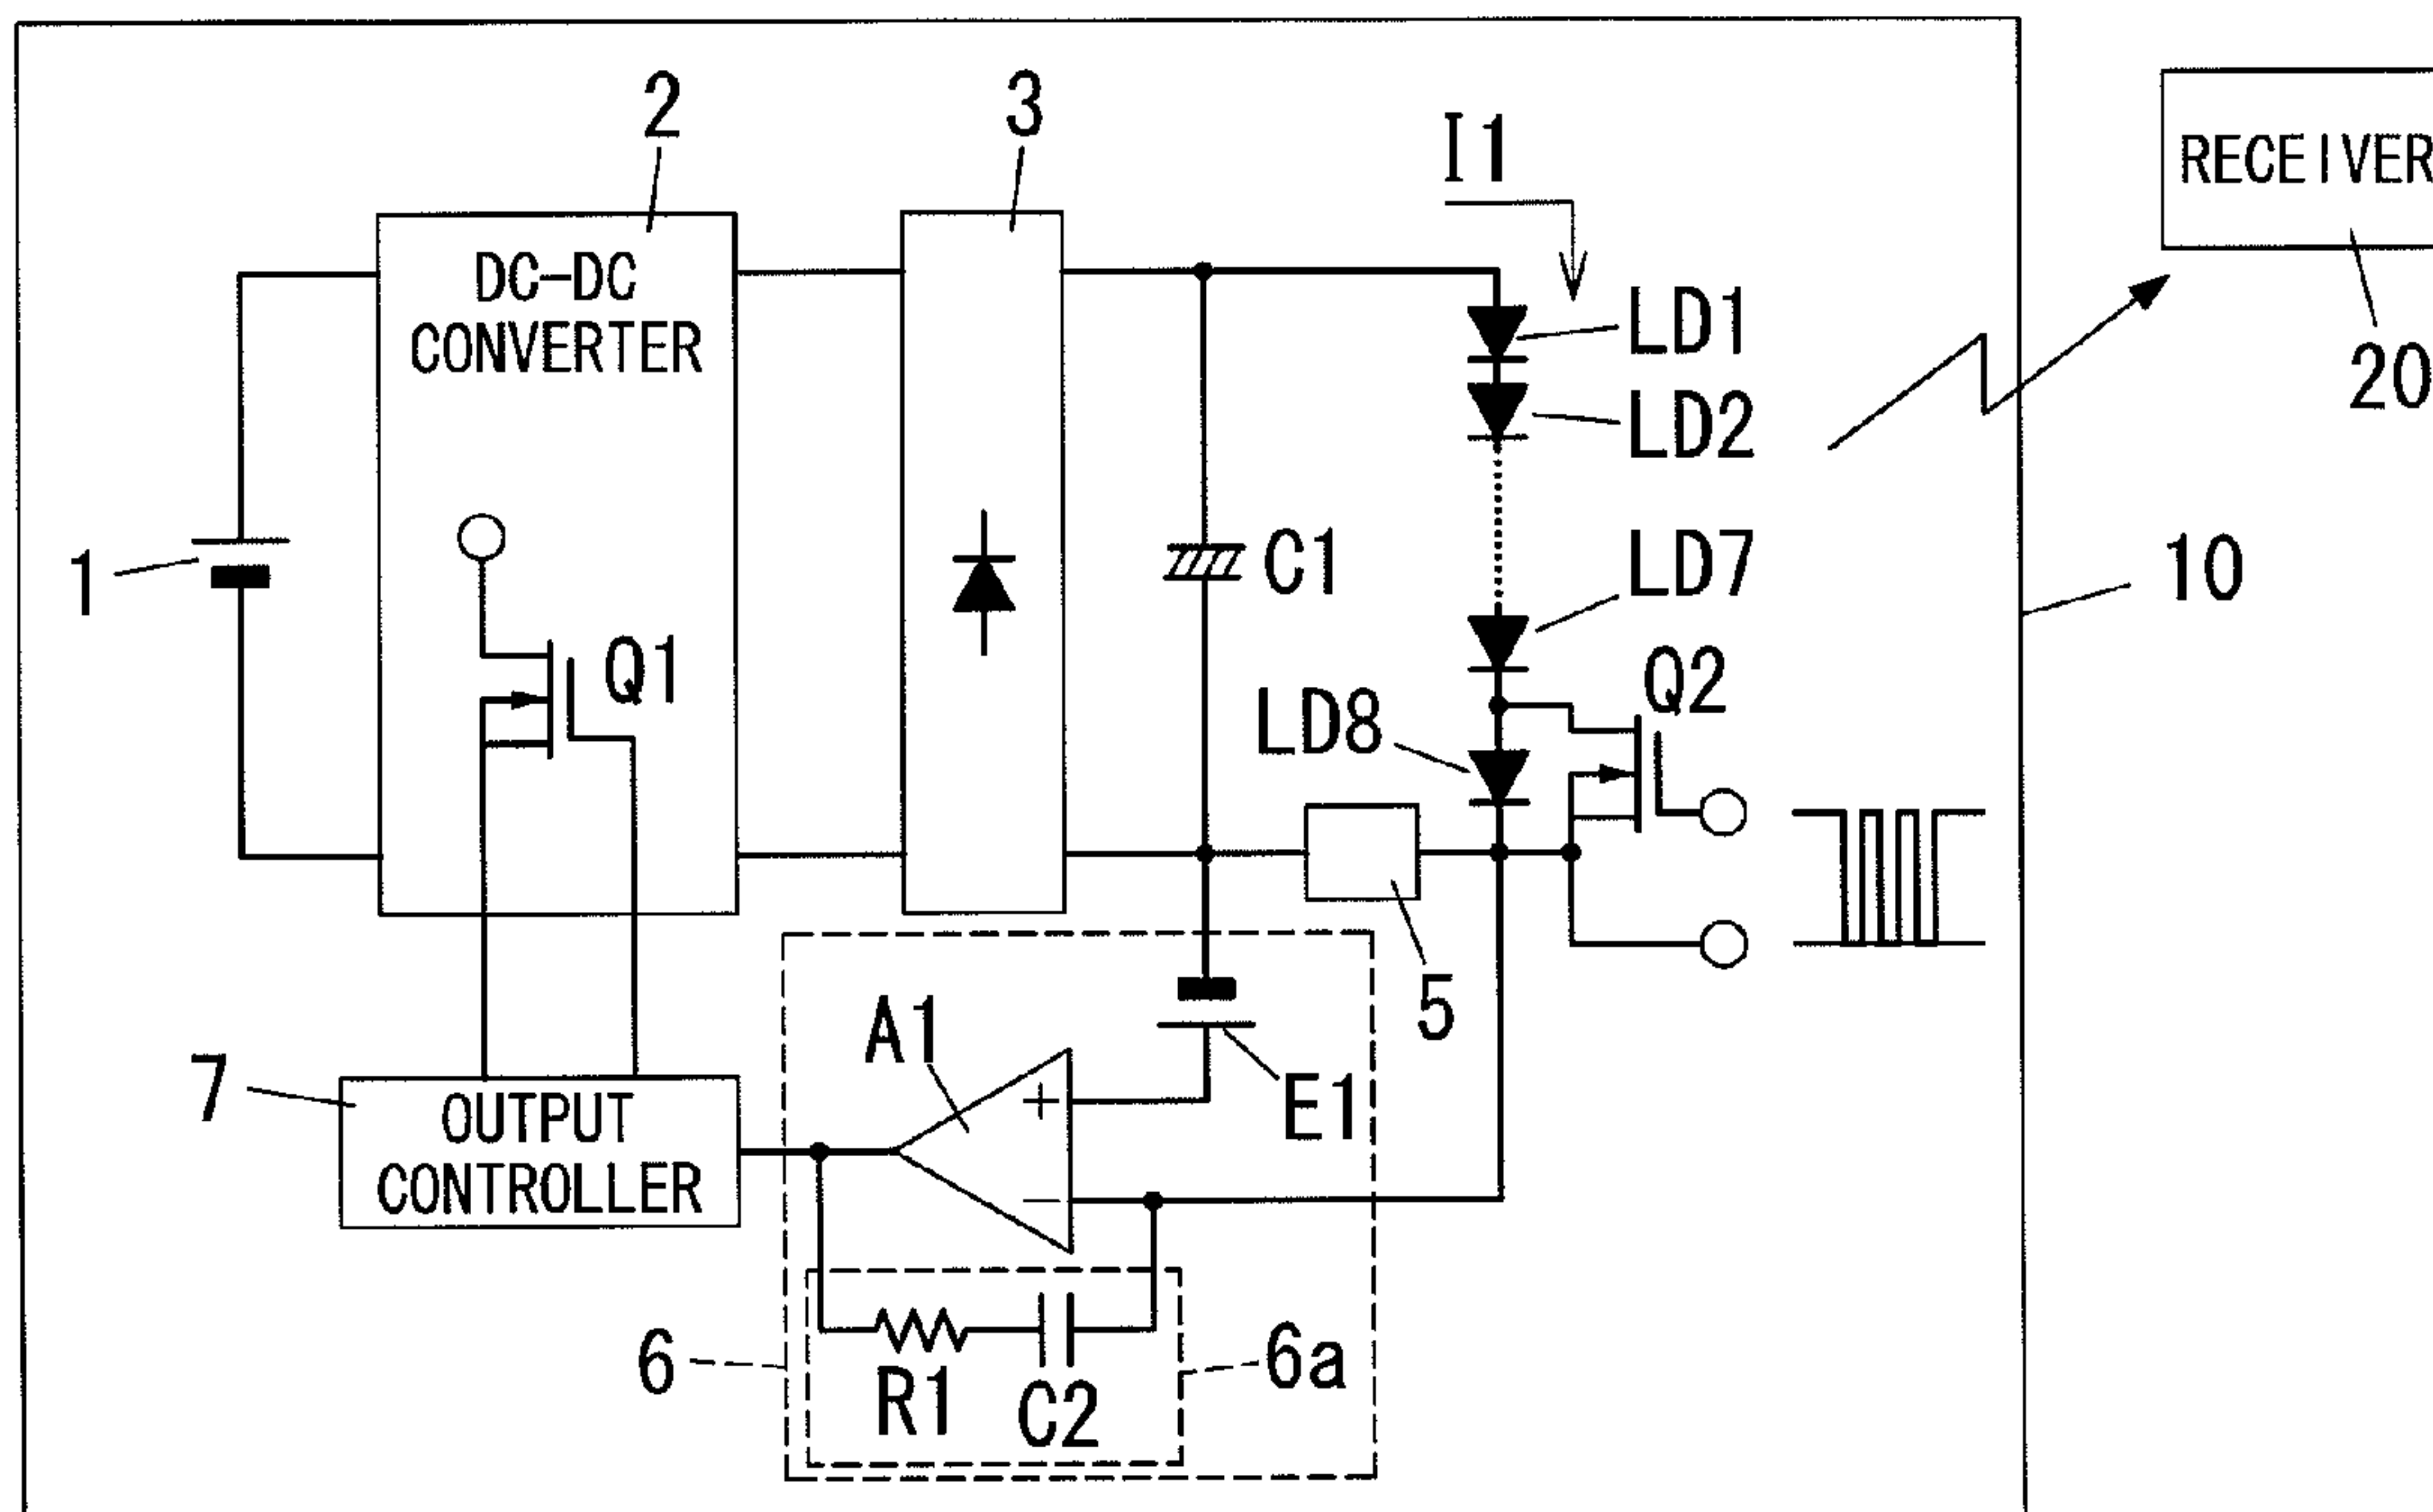 2
3
I1
RECEIVER
DC-DC
CONVERTER
LD1
20
LD2
1
C1
LD7
10
Q1
Q2
LD8
5
A1
E1
7
+
OUTPUT
CONTROLLER
−
6
6a
R1
C2